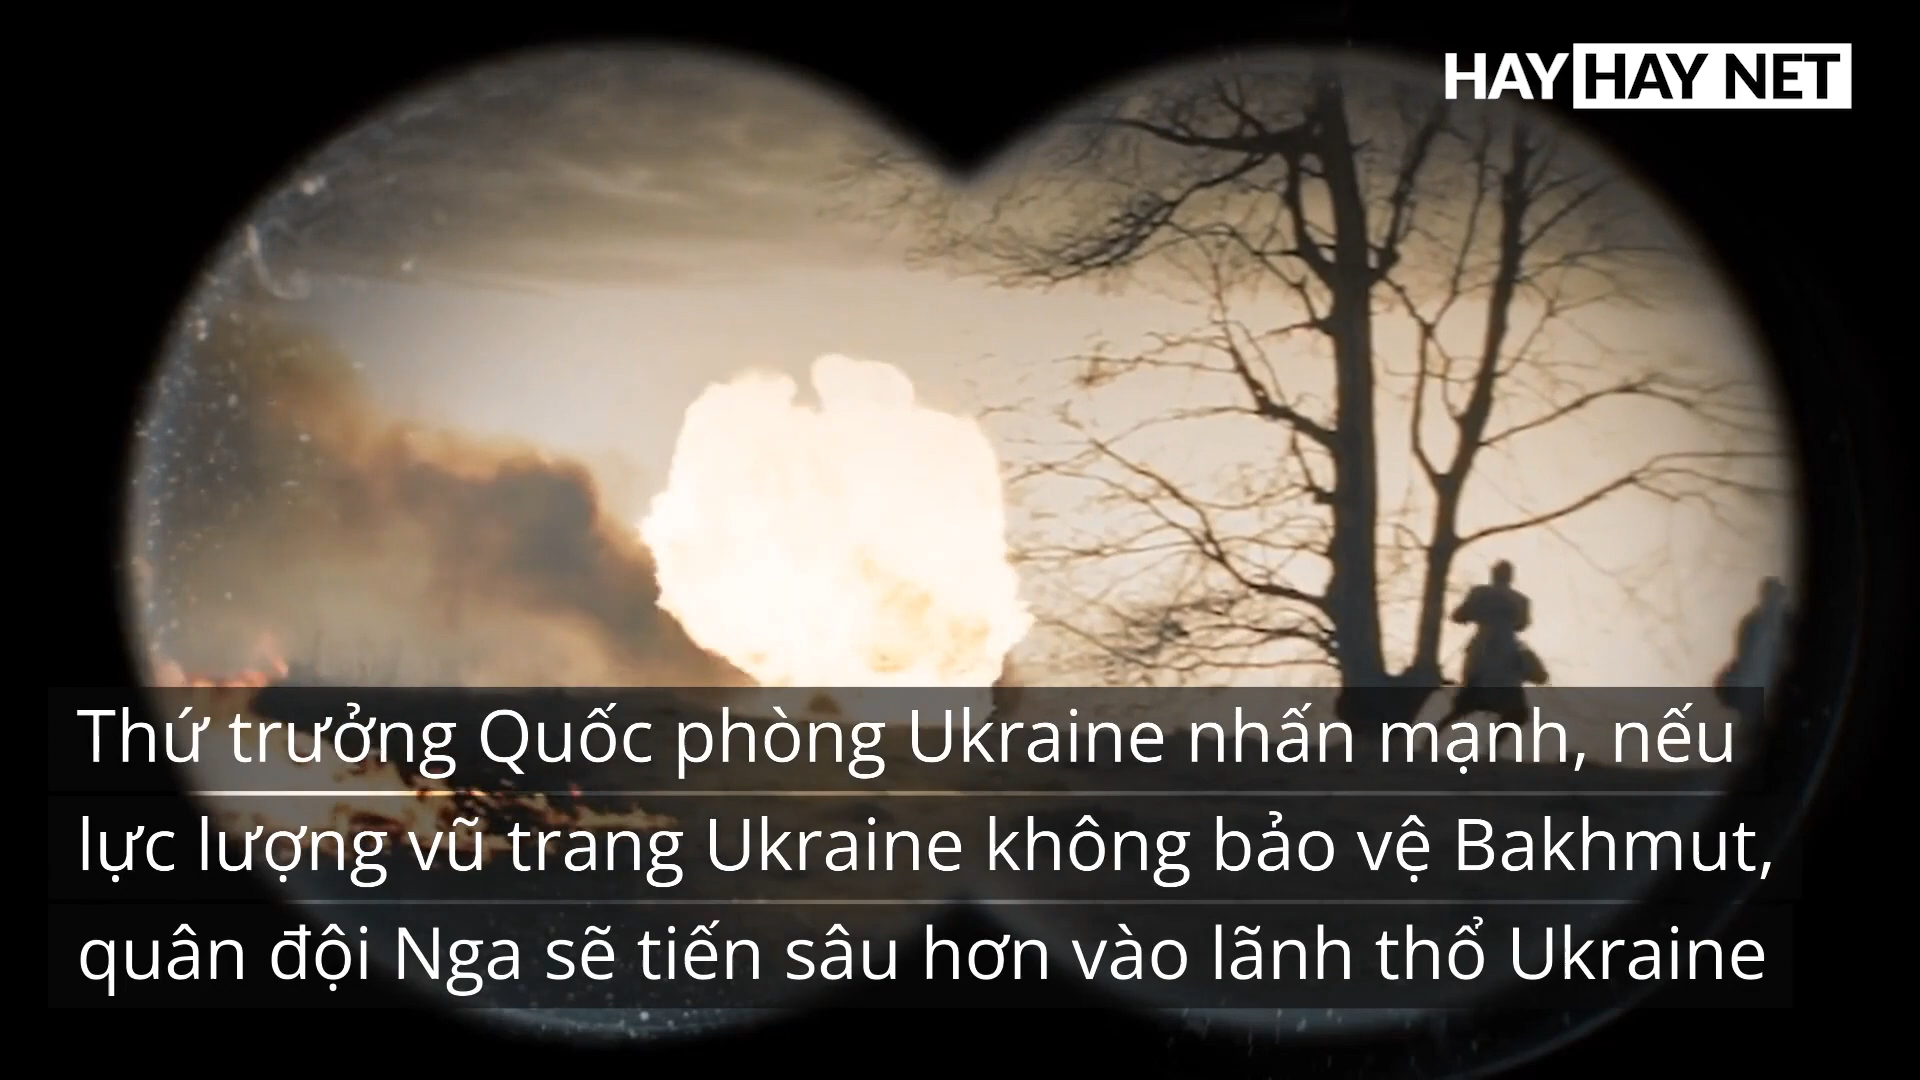 HAY HAY NET
Thứ trưởng Quốc phòng Ukraine nhấn mạnh, nếu
lực lượng vũ trang Ukraine không bảo vệ Bakhmut,
quân đội Nga sẽ tiến sâu hơn vào lãnh thổ Ukraine